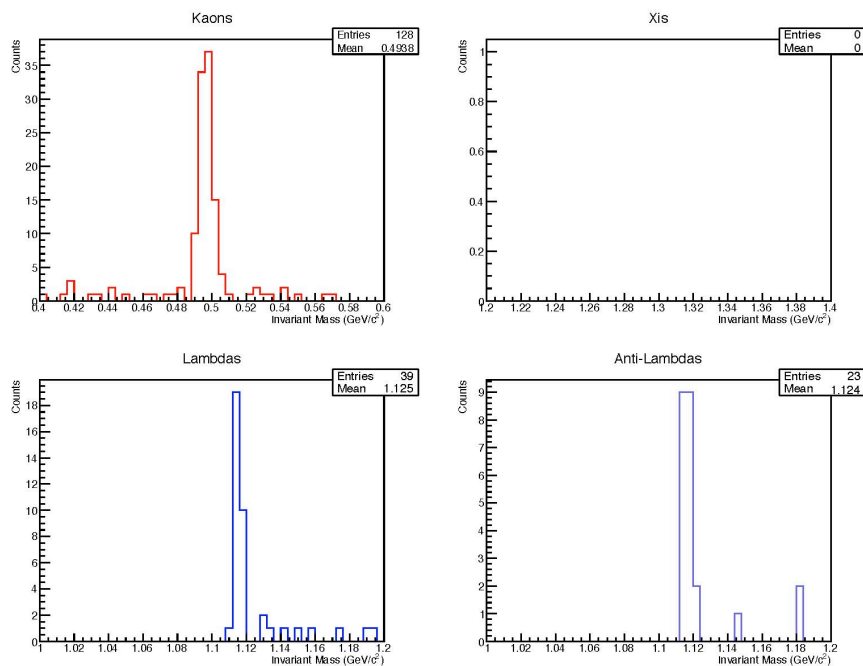 Kaons
Entries 128
Mean 0.4938
Counts
35
30
25
20
15
10
5
0
0.4 0.42 0.44 0.46 0.48 0.5 0.52 0.54 0.56 0.58 0.6
Invariant Mass (GeV/c²)
Xis
Entries 0
Mean 0
Counts
1
0.8
0.6
0.4
0.2
0
1.2 1.22 1.24 1.26 1.28 1.3 1.32 1.34 1.36 1.38 1.4
Invariant Mass (GeV/c²)
Lambdas
Entries 39
Mean 1.125
Counts
18
16
14
12
10
8
6
4
2
0
1 1.02 1.04 1.06 1.08 1.1 1.12 1.14 1.16 1.18 1.2
Invariant Mass (GeV/c²)
Anti-Lambdas
Entries 23
Mean 1.124
Counts
9
8
7
6
5
4
3
2
1
0
1 1.02 1.04 1.06 1.08 1.1 1.12 1.14 1.16 1.18 1.2
Invariant Mass (GeV/c²)